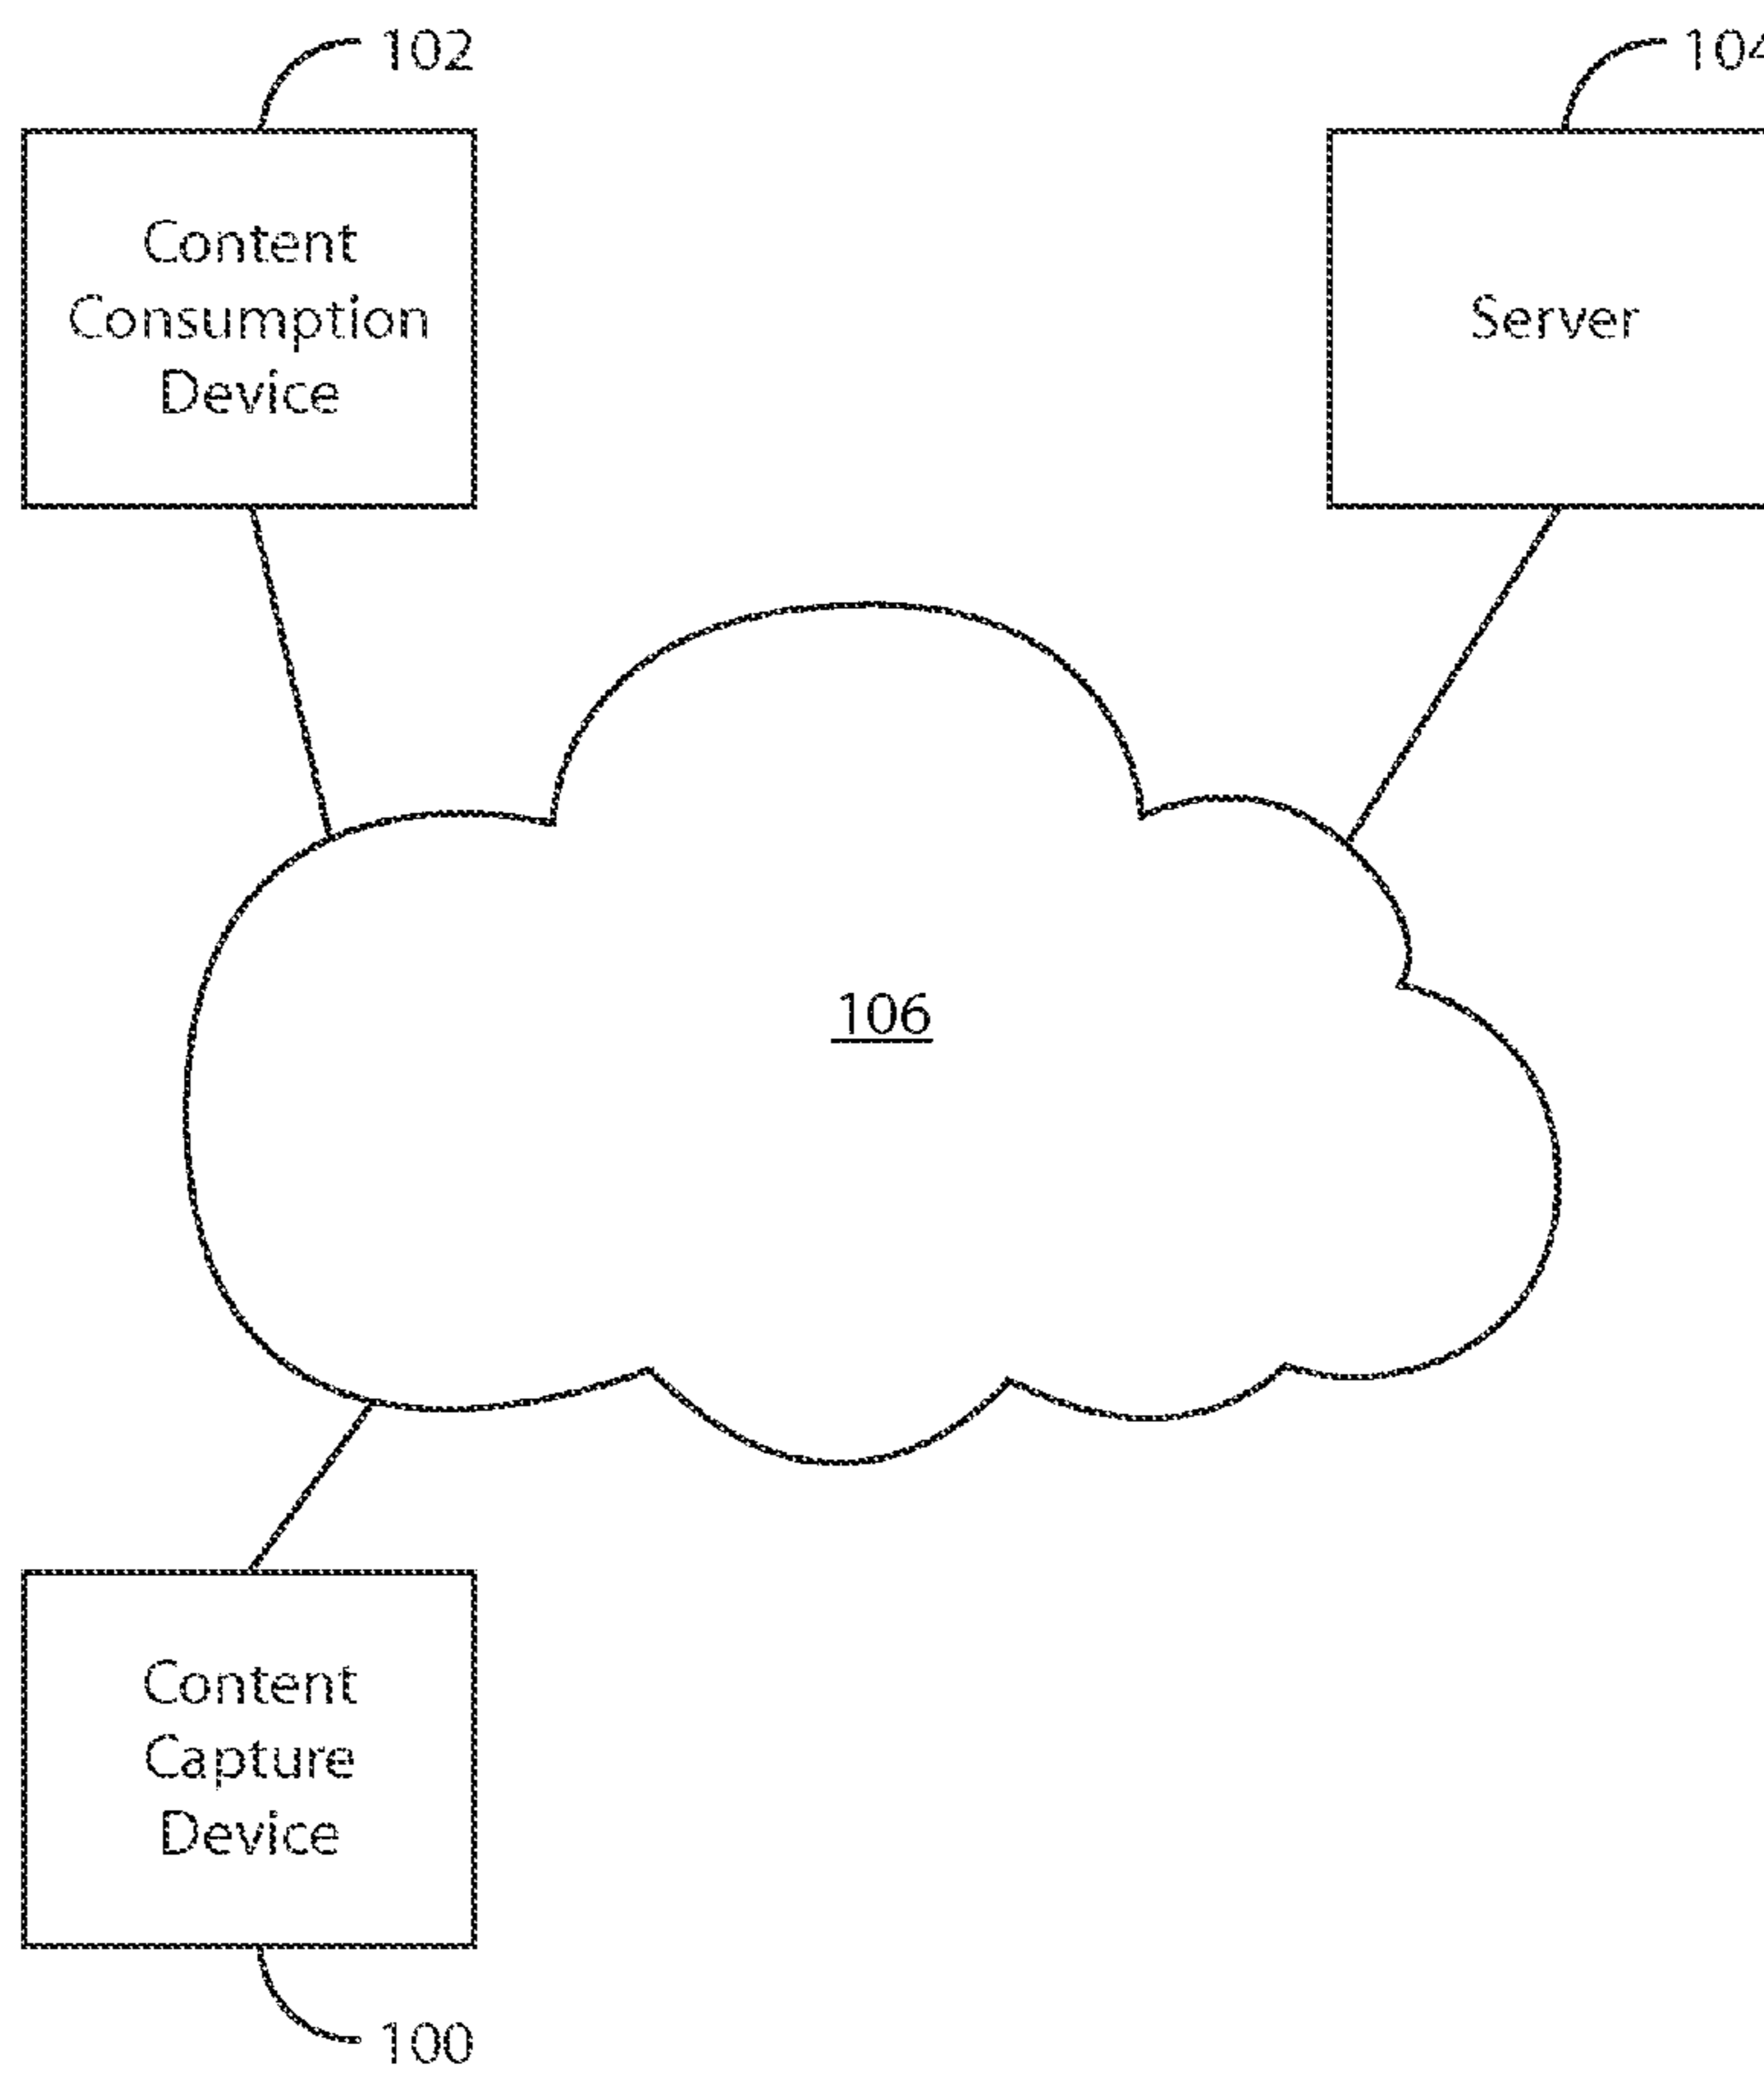 102
104
Content
Consumption
Device
Server
106
Content
Capture
Device
100